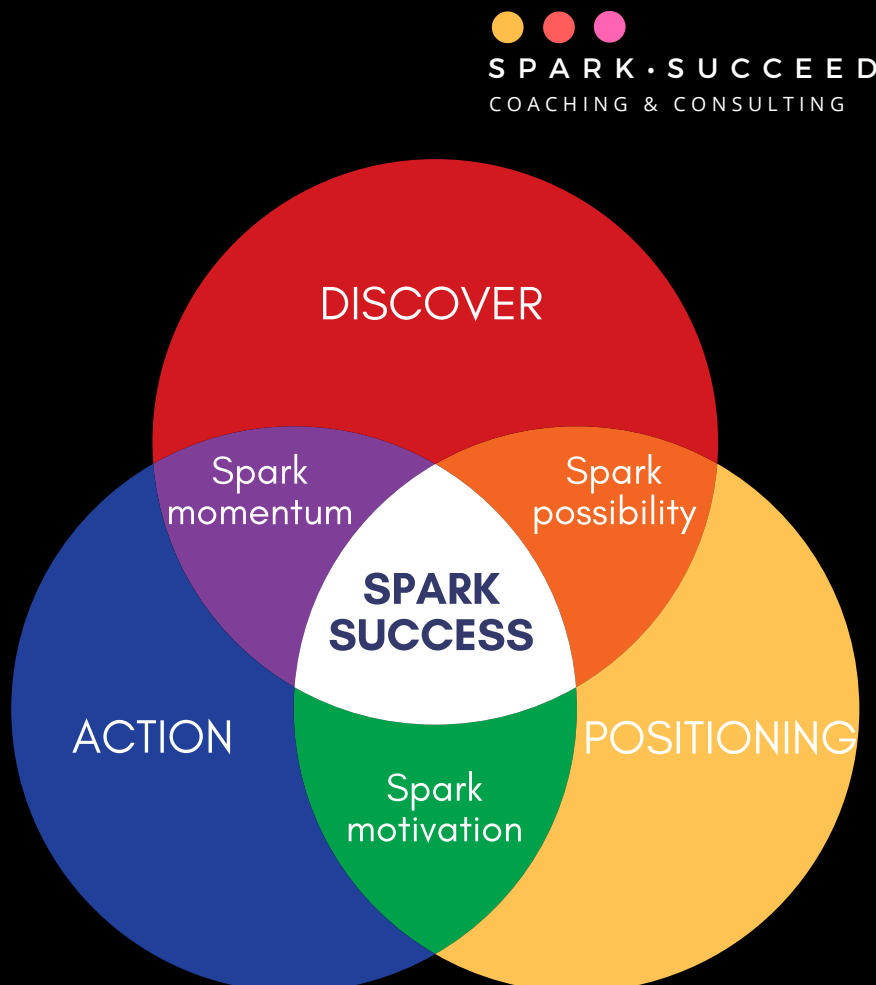 SPARK·SUCCEED
COACHING & CONSULTING
DISCOVER
Spark
momentum
Spark
possibility
SPARK
SUCCESS
ACTION
POSITIONING
Spark
motivation